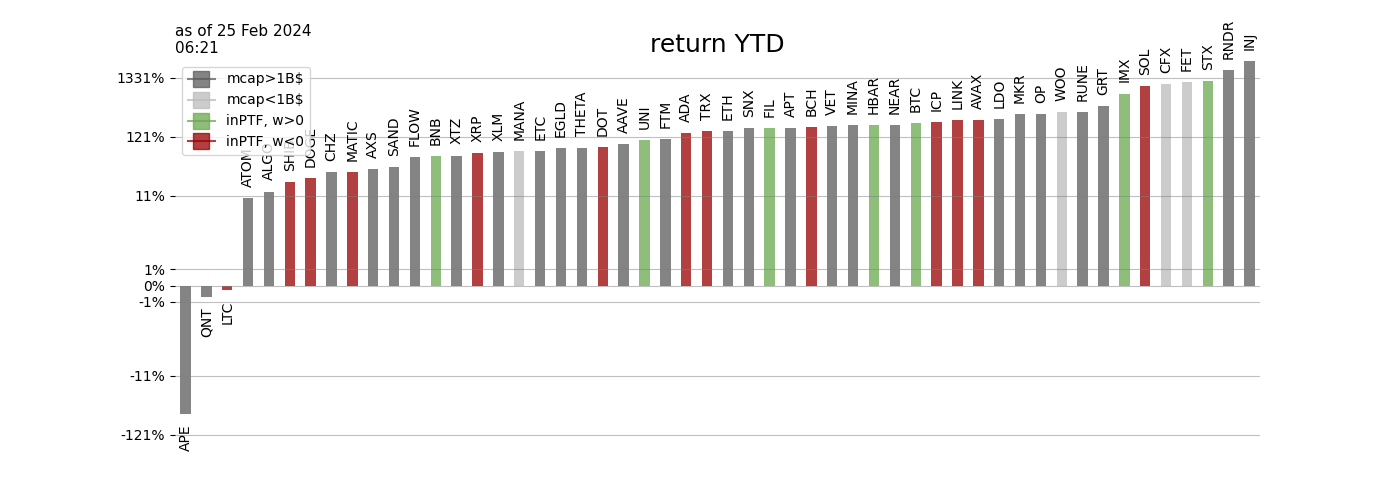 as of 25 Feb 2024
06:21
return YTD
mcap>1B$
mcap<1B$
inPTF, w>0
inPTF, w<0
1331%
121%
11%
1%
0%
-1%
-11%
-121%
APE
QNT
LTC
ATOM
ALGO
SHIB
DOGE
CHZ
MATIC
AXS
SAND
FLOW
BNB
XTZ
XRP
XLM
MANA
ETC
EGLD
THETA
DOT
AAVE
UNI
FTM
ADA
TRX
ETH
SNX
FIL
APT
BCH
VET
MINA
HBAR
NEAR
BTC
ICP
LINK
AVAX
LDO
MKR
OP
WOO
RUNE
GRT
IMX
SOL
CFX
FET
STX
RNDR
INJ